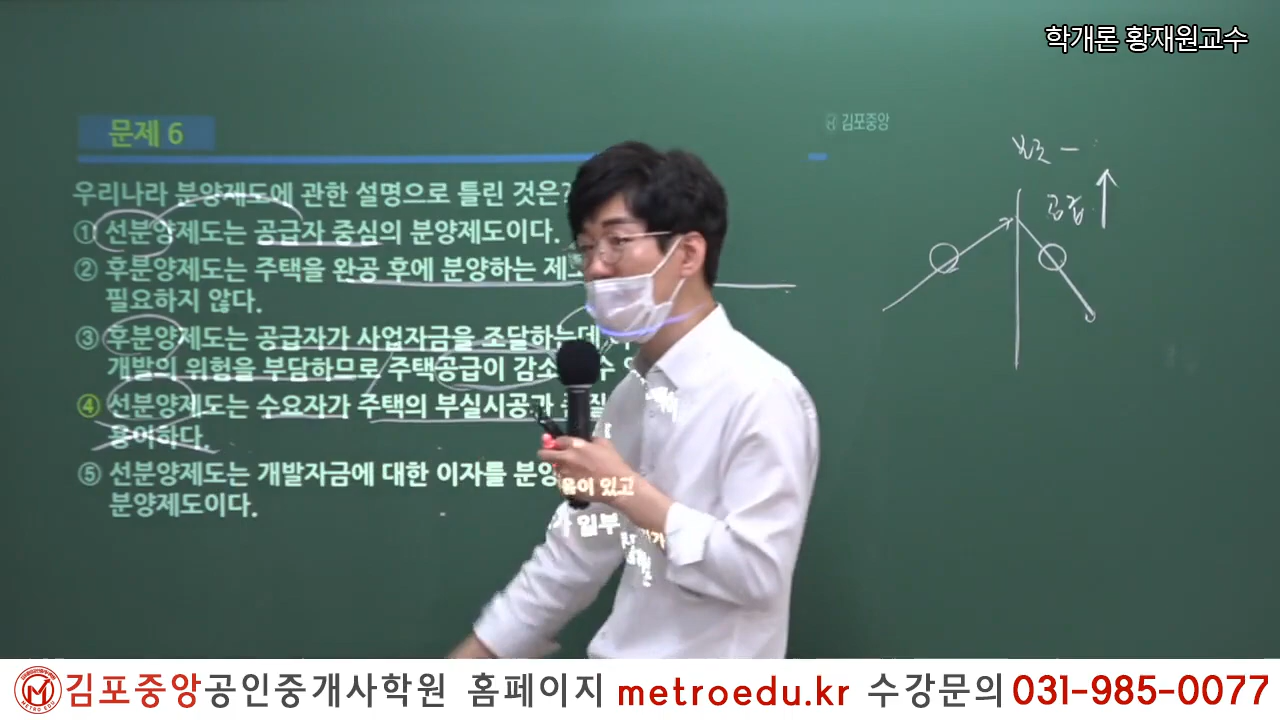 학개론 황재원교수
김포중앙
문제 6
우리나라 분양제도에 관한 설명으로 틀린 것은?
① 선분양제도는 공급자 중심의 분양제도이다.
② 후분양제도는 주택을 완공 후에 분양하는
필요하지 않다.
③ 후분양제도는 공급자가 사업자금을 조달하는데
개발의 위험을 부담하므로 주택공급이 감소
④ 선분양제도는 수요자가 주택의 부실시공과
용이하다.
⑤ 선분양제도는 개발자금에 대한 이자를
분양제도이다.
공급
있고
일부
김포중앙공인중개사학원 홈페이지 metroedu.kr 수강문의 031-985-0077